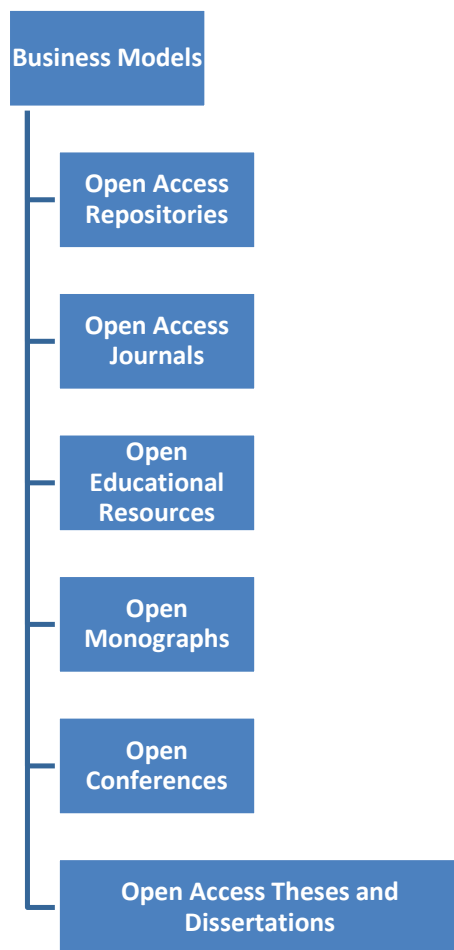 Business Models
Open Access
Repositories
Open Access
Journals
Open
Educational
Resources
Open
Monographs
Open
Conferences
Open Access Theses and
Dissertations